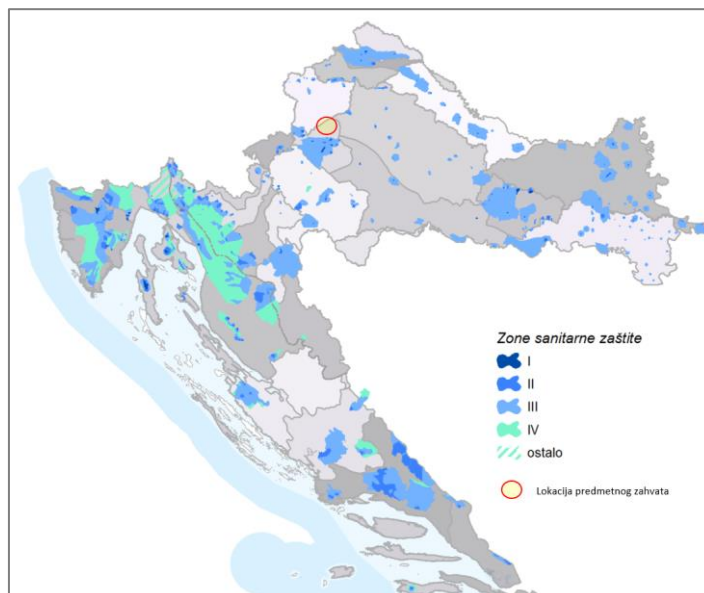 Zone sanitarne zaštite
I
II
III
IV
ostalo
Lokacija predmetnog zahvata